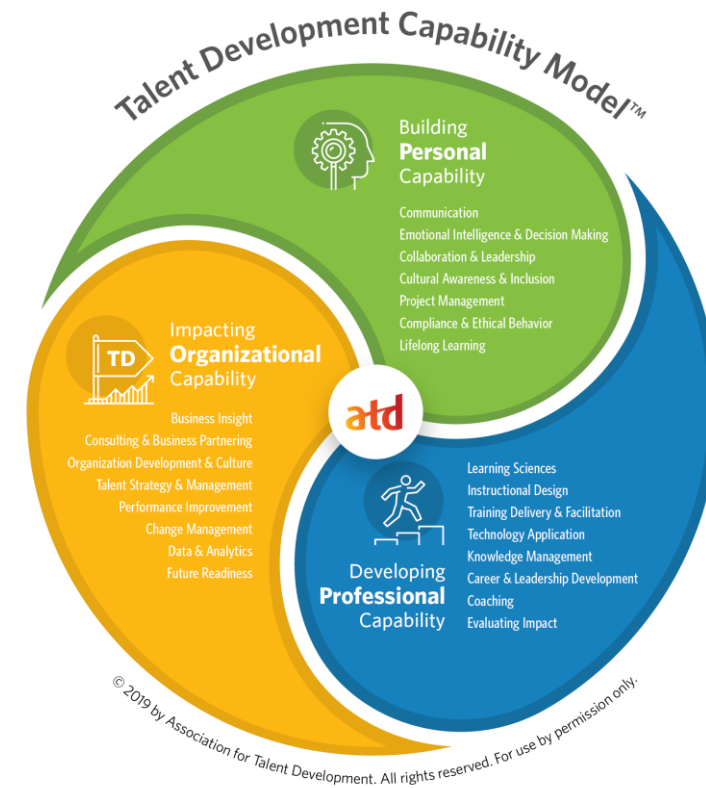 Talent Development Capability Model™
Building
Personal
Capability
Communication
Emotional Intelligence & Decision Making
Collaboration & Leadership
Cultural Awareness & Inclusion
Project Management
Compliance & Ethical Behavior
Lifelong Learning
TD
Impacting
Organizational
Capability
Business Insight
Consulting & Business Partnering
Organization Development & Culture
Talent Strategy & Management
Performance Improvement
Change Management
Data & Analytics
Future Readiness
atd
Developing
Professional
Capability
Learning Sciences
Instructional Design
Training Delivery & Facilitation
Technology Application
Knowledge Management
Career & Leadership Development
Coaching
Evaluating Impact
© 2019 by Association for Talent Development. All rights reserved. For use by permission only.